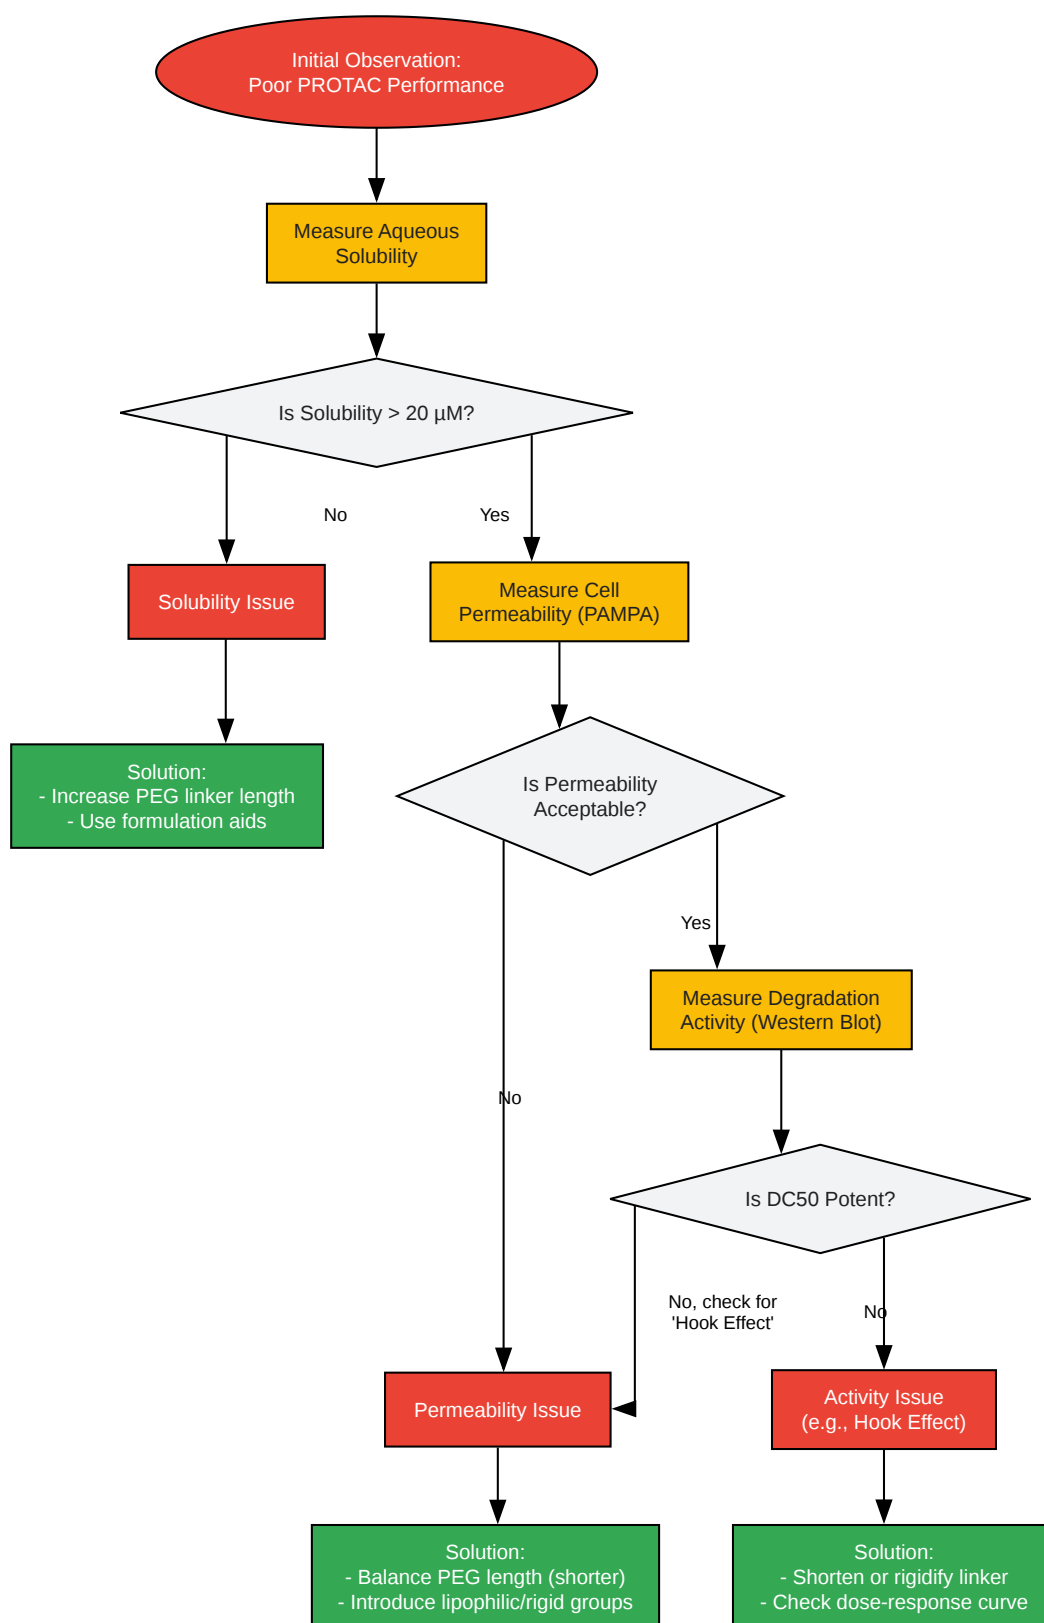 Initial Observation:
Poor PROTAC Performance
Measure Aqueous
Solubility
Is Solubility > 20 µM?
No
Yes
Solubility Issue
Measure Cell
Permeability (PAMPA)
Solution:
- Increase PEG linker length
- Use formulation aids
Is Permeability
Acceptable?
Yes
Measure Degradation
Activity (Western Blot)
No
Is DC50 Potent?
No, check for
'Hook Effect'
No
Permeability Issue
Activity Issue
(e.g., Hook Effect)
Solution:
- Balance PEG length (shorter)
- Introduce lipophilic/rigid groups
Solution:
- Shorten or rigidify linker
- Check dose-response curve